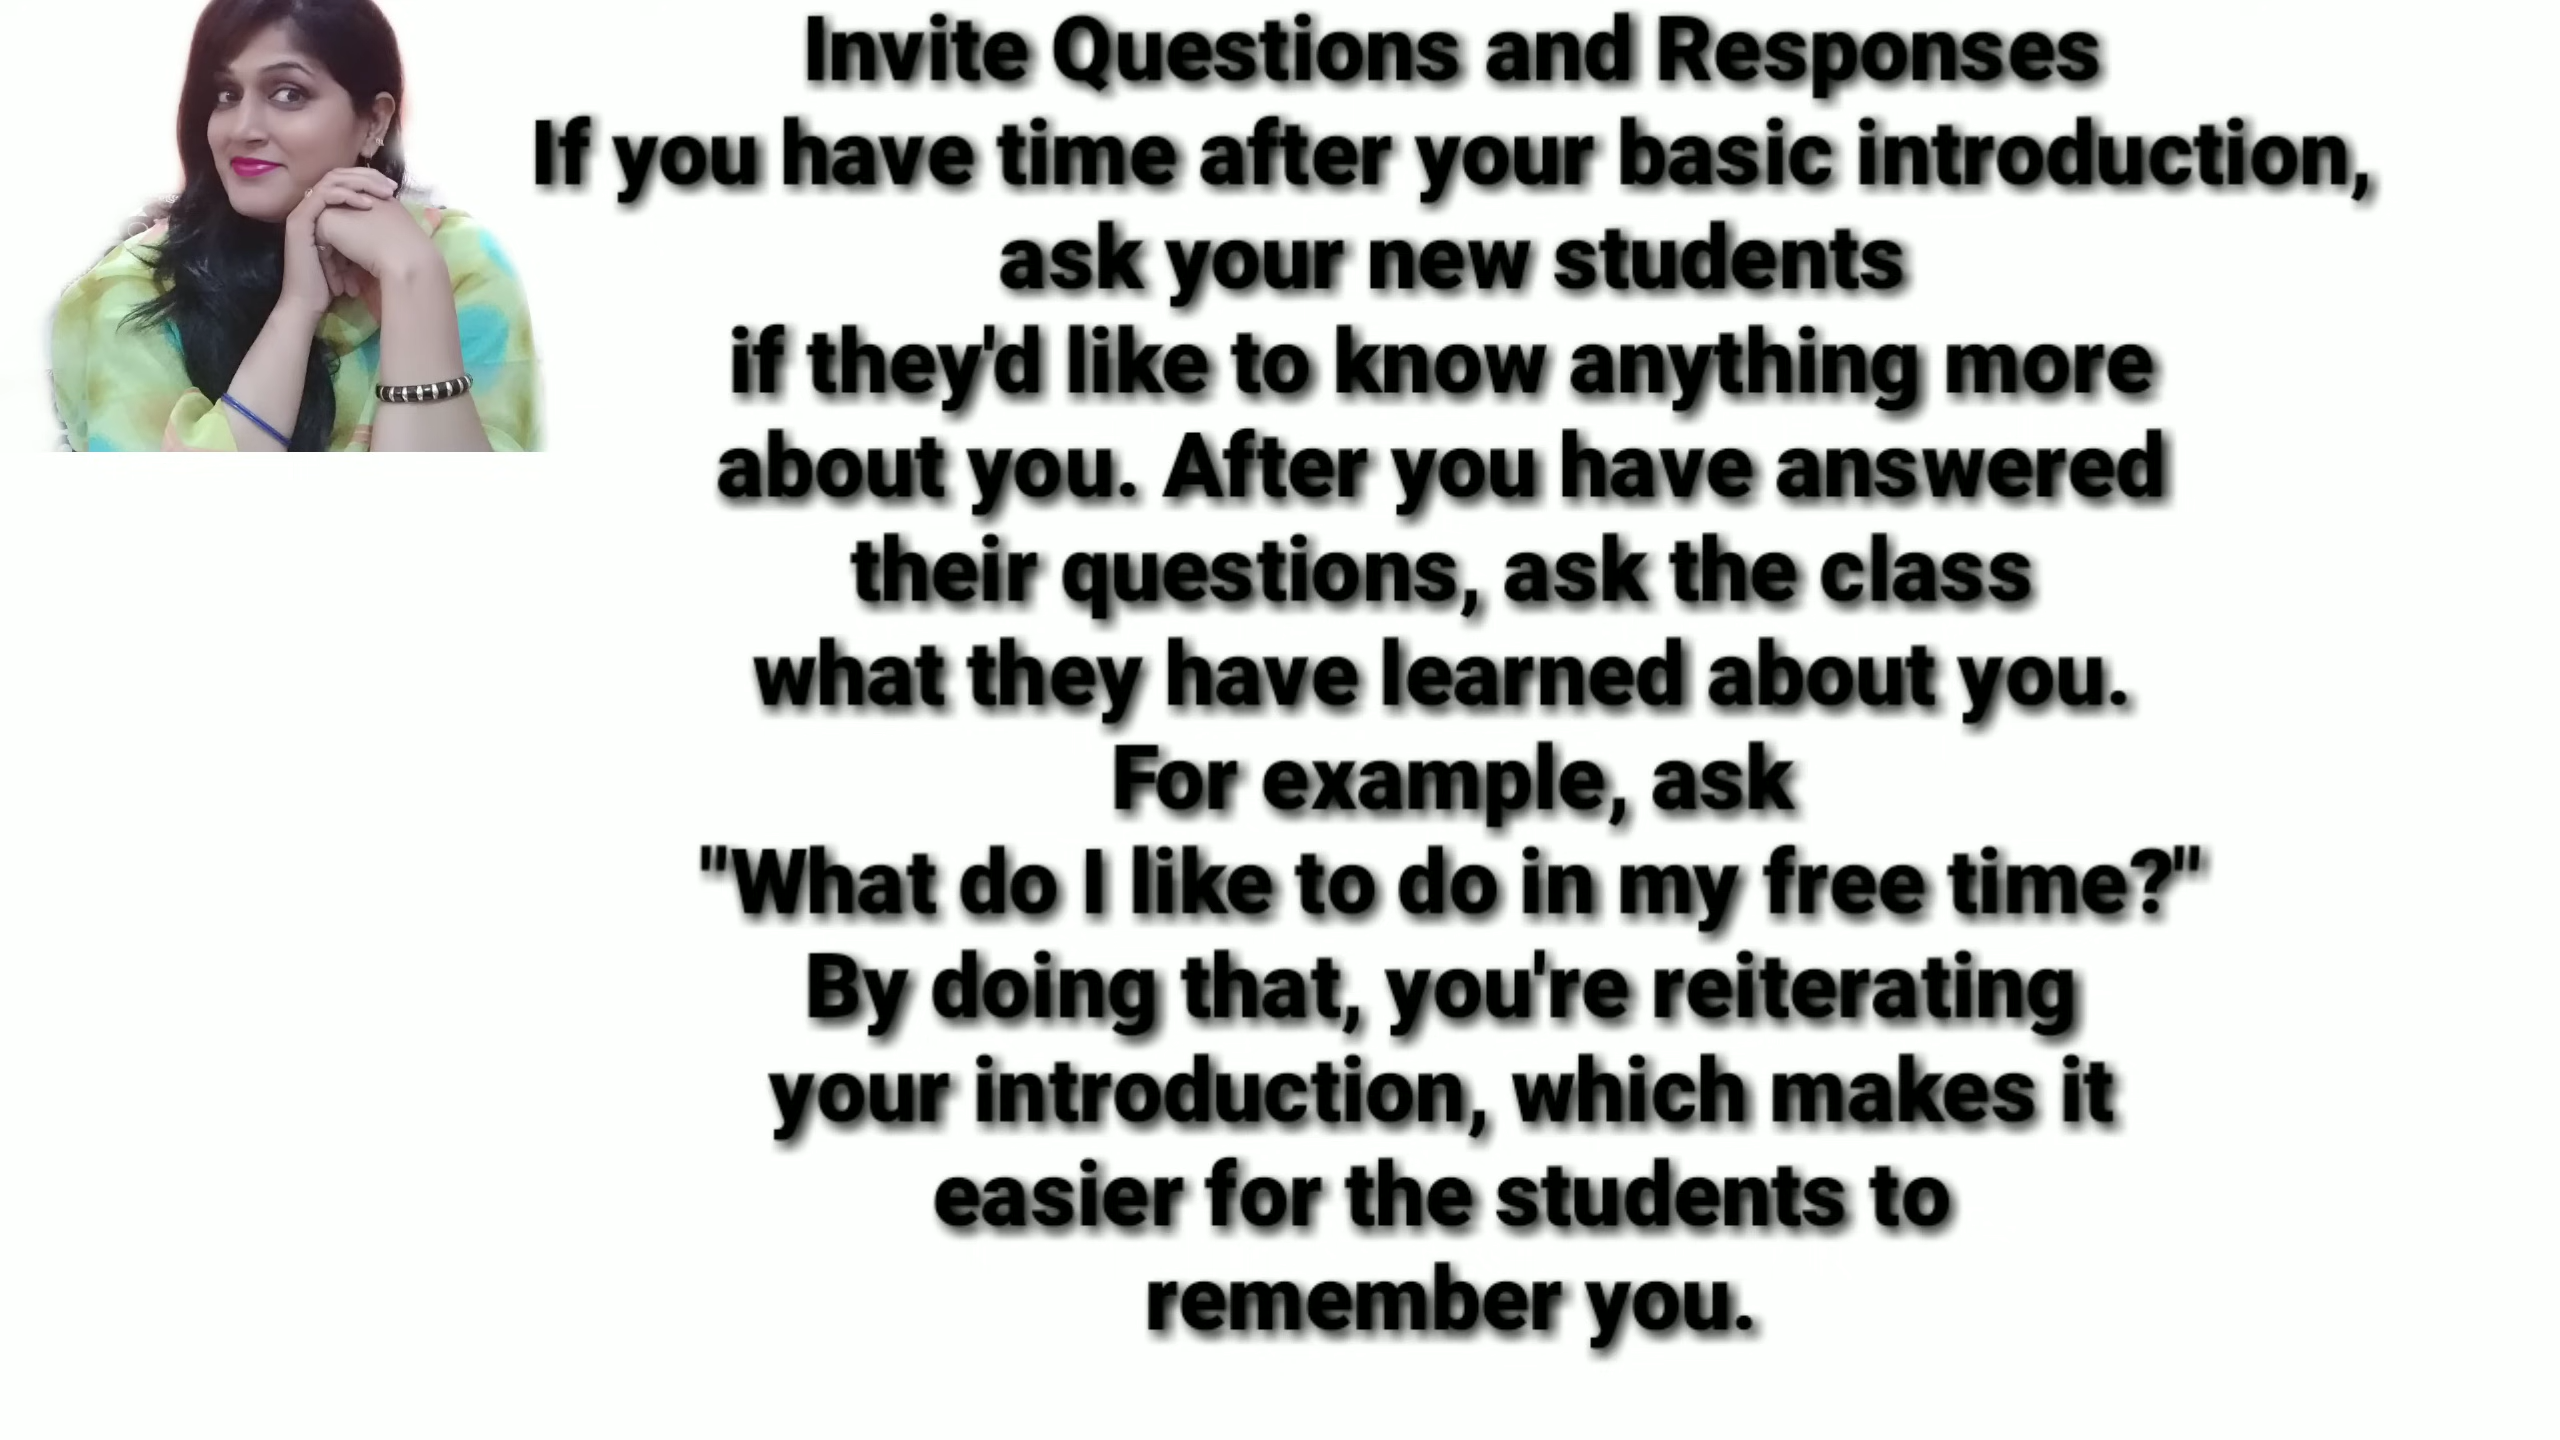 Invite Questions and Responses
If you have time after your basic introduction,
ask your new students
if they'd like to know anything more
about you. After you have answered
their questions, ask the class
what they have learned about you.
For example, ask
"What do I like to do in my free time?"
By doing that, you're reiterating
your introduction, which makes it
easier for the students to
remember you.